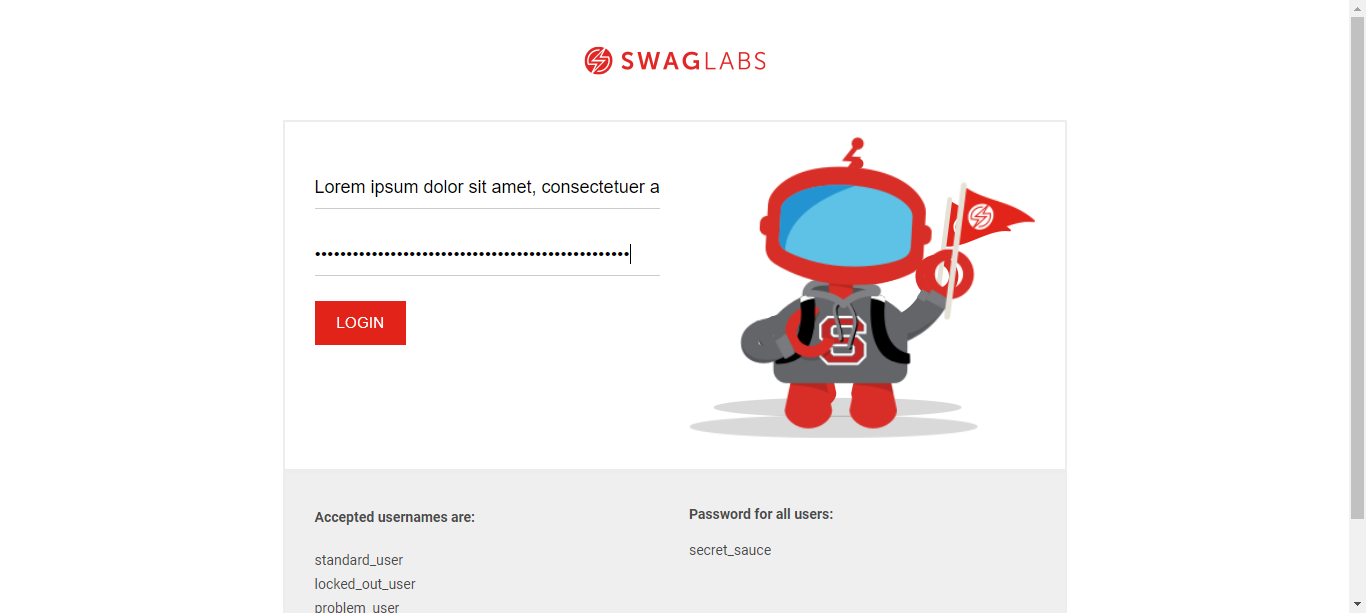 SWAGLABS
Lorem ipsum dolor sit amet, consectetuer a
••••••••••••••••••••••••••••••••••••••••••••••••••
LOGIN
S
Accepted usernames are:
standard_user
locked_out_user
problem_user
Password for all users:
secret_sauce